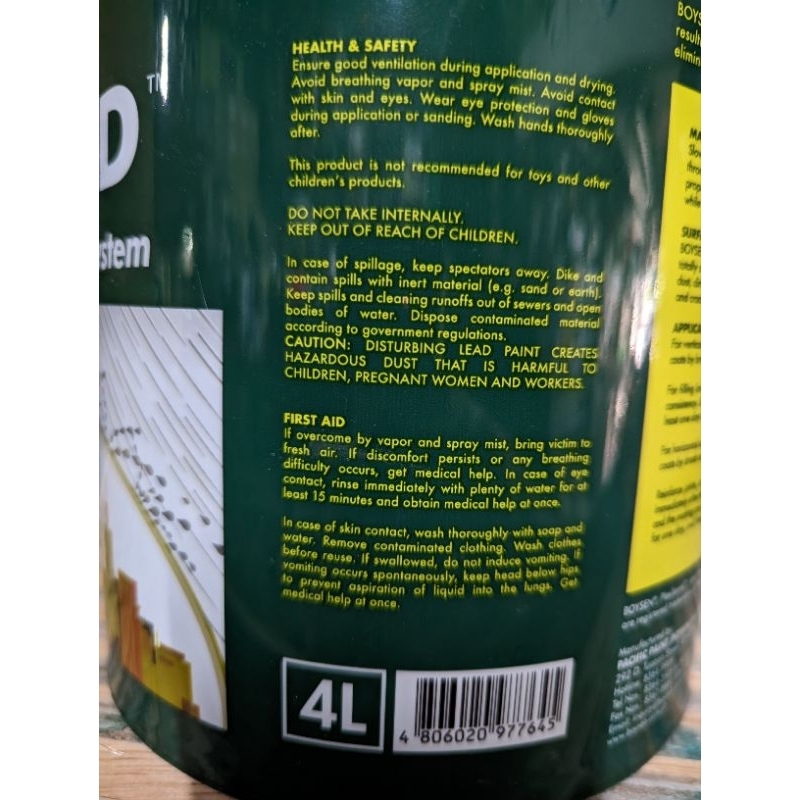 TM
D
stem
HEALTH & SAFETY
Ensure good ventilation during application and drying.
Avoid breathing vapor and spray mist. Avoid contact
with skin and eyes. Wear eye protection and gloves
during application or sanding. Wash hands thoroughly
after.
This product is not recommended for toys and other
children's products.
DO NOT TAKE INTERNALLY.
KEEP OUT OF REACH OF CHILDREN.
In case of spillage, keep spectators away. Dike and
contain spills with inert material (e.g. sand or earth).
Keep spills and cleaning runoffs out of sewers and open
bodies of water. Dispose contaminated material
according to government regulations.
CAUTION: DISTURBING LEAD PAINT CREATES
HAZARDOUS DUST THAT IS HARMFUL TO
CHILDREN, PREGNANT WOMEN AND WORKERS.
FIRST AID
If overcome by vapor and spray mist, bring victim to
fresh air. If discomfort persists or any breathing
difficulty occurs, get medical help. In case of eye
contact, rinse immediately with plenty of water for at
least 15 minutes and obtain medical help at once.
In case of skin contact, wash thoroughly with soap and
water. Remove contaminated clothing. Wash clothes
before reuse. If swallowed, do not induce vomiting. If
vomiting occurs spontaneously, keep head below hips
to prevent aspiration of liquid into the lungs. Get
medical help at once.
4L
4 806020 977645
BOYS
result
elimin
BOYSEN
Manufactured by
PACIFIC PAINT